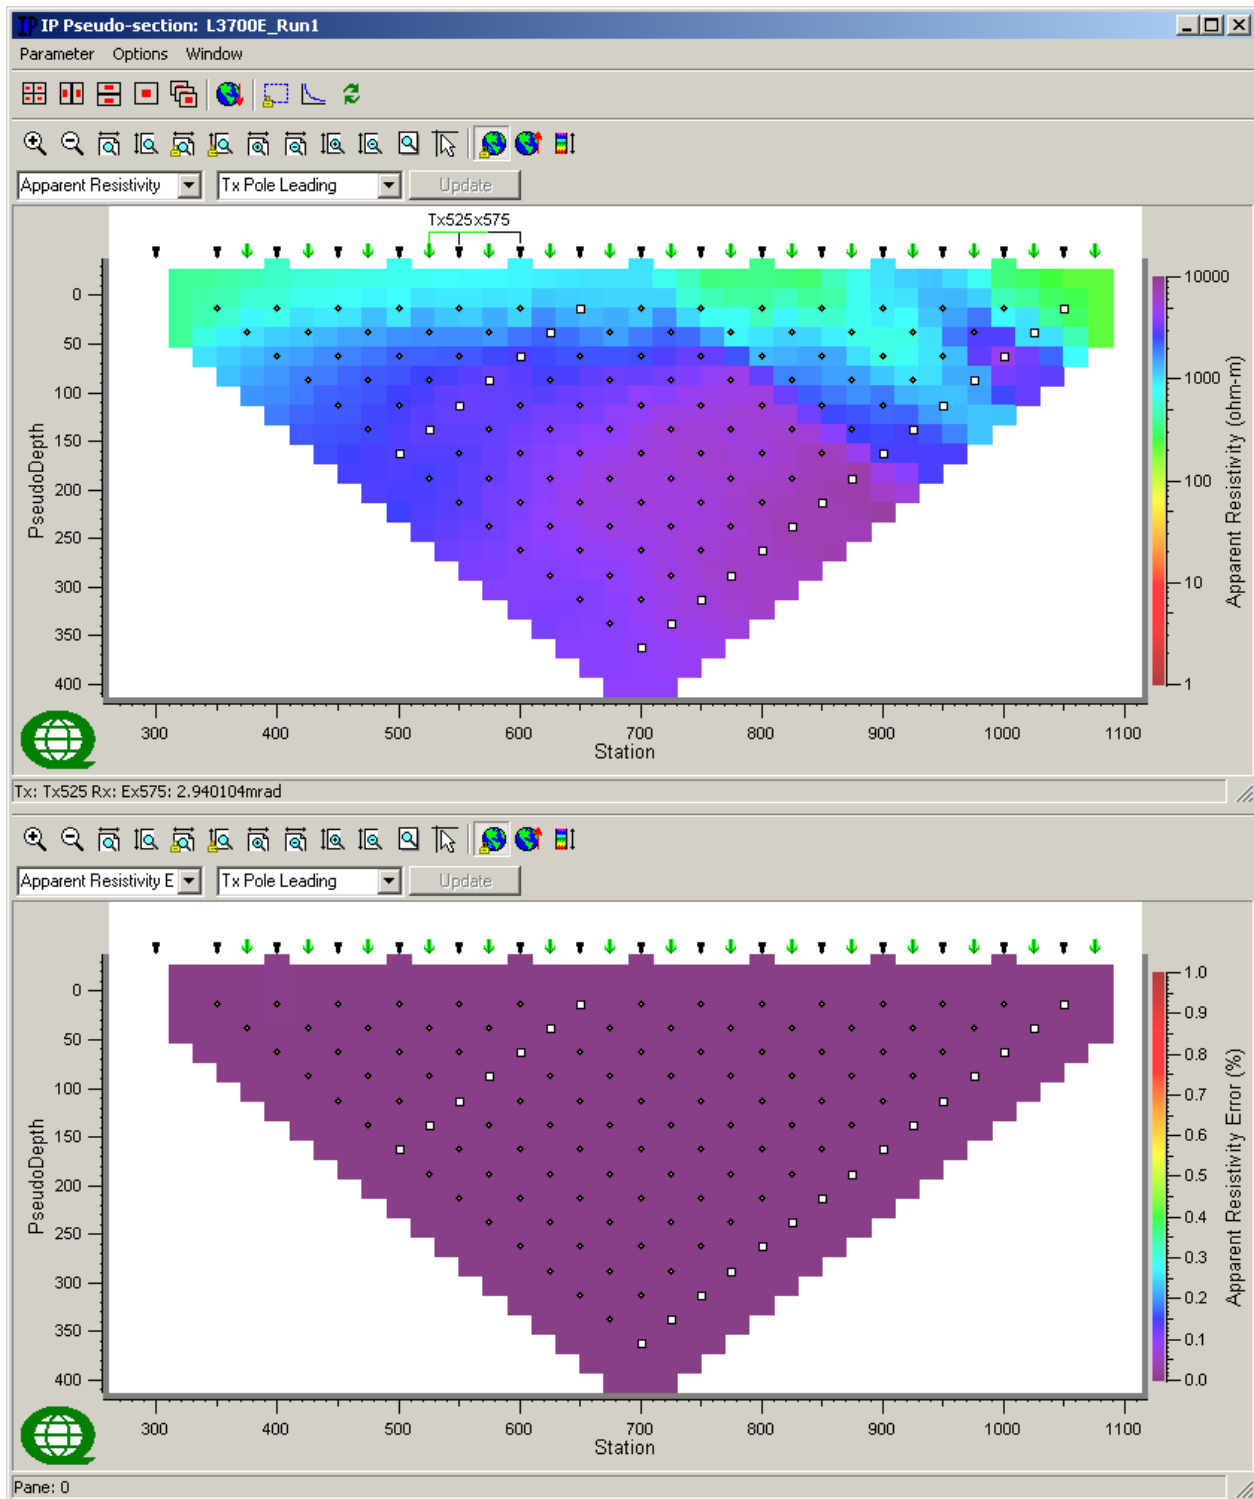 IP IP Pseudo-section: L3700E_Run1
Parameter Options Window
Apparent Resistivity Tx Pole Leading Update
Tx525x575
0
50
100
150
200
250
300
350
400
PseudoDepth
300 400 500 600 700 800 900 1000 1100
Station
10000
1000
100
10
1
Apparent Resistivity (ohm-m)
Tx: Tx525 Rx: Ex575: 2.940104mrad
Apparent Resistivity E Tx Pole Leading Update
0
50
100
150
200
250
300
350
400
PseudoDepth
300 400 500 600 700 800 900 1000 1100
Station
1.0
0.9
0.8
0.7
0.6
0.5
0.4
0.3
0.2
0.1
0.0
Apparent Resistivity Error (%)
Pane: 0